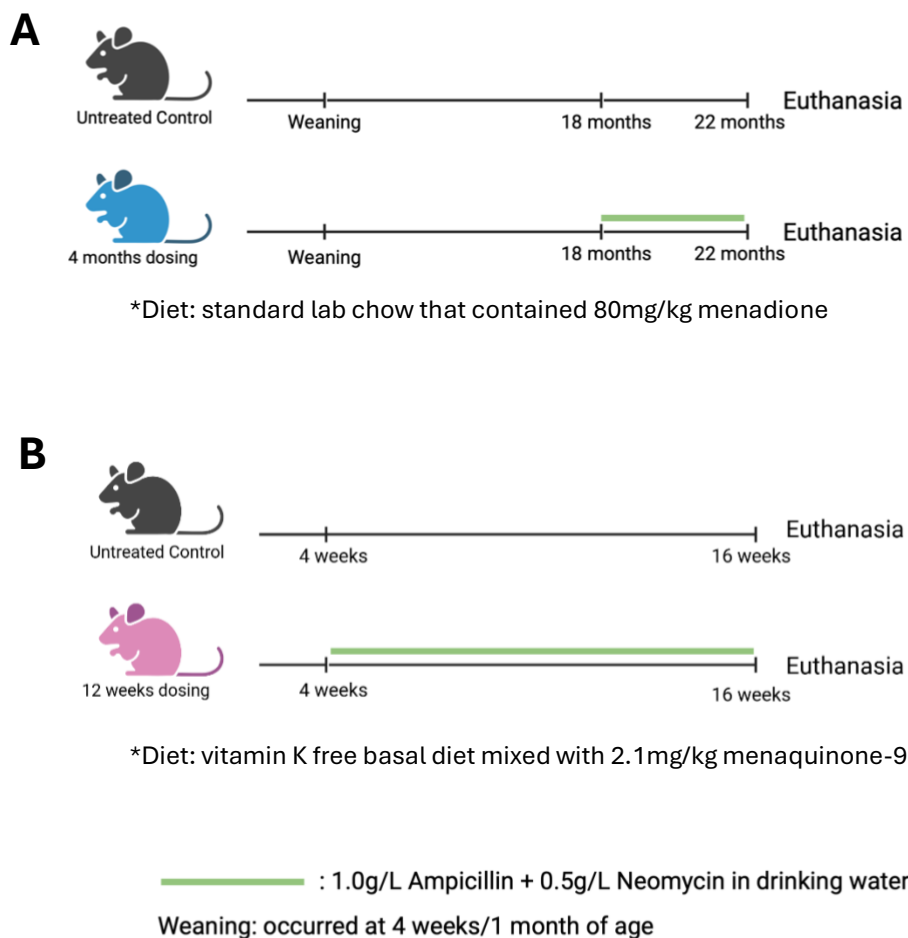 A
Untreated Control
Weaning
18 months
22 months
Euthanasia
4 months dosing
Weaning
18 months
22 months
Euthanasia
*Diet: standard lab chow that contained 80mg/kg menadione
B
Untreated Control
4 weeks
16 weeks
Euthanasia
12 weeks dosing
4 weeks
16 weeks
Euthanasia
*Diet: vitamin K free basal diet mixed with 2.1mg/kg menaquinone-9
: 1.0g/L Ampicillin + 0.5g/L Neomycin in drinking water
Weaning: occurred at 4 weeks/1 month of age